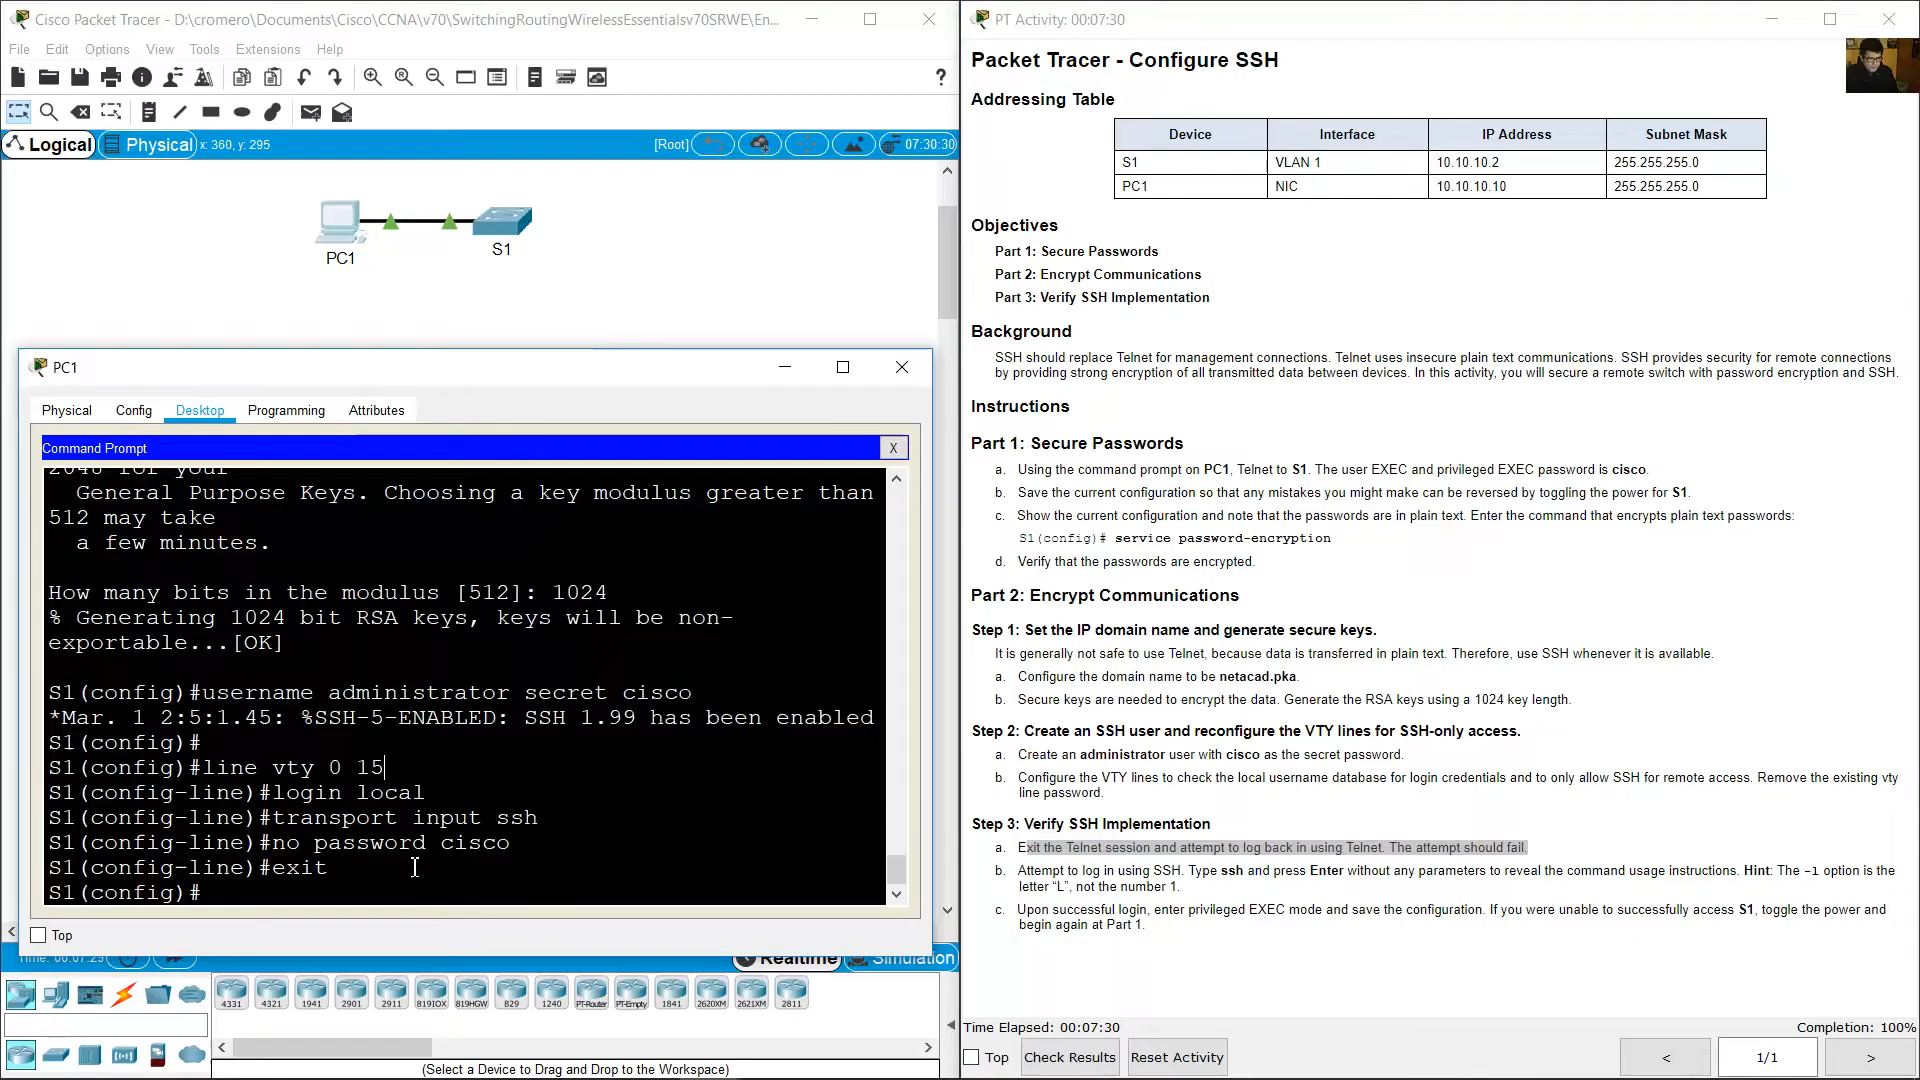 Cisco Packet Tracer - D:\cromero\Documents\Cisco\CCNA\v70\SwitchingRoutingWirelessEssentialsv70SRWE\En...
File Edit Options View Tools Extensions Help
?
Logical Physical x: 360, y: 295 [Root] 07:30:30
PC1
S1
PC1
Physical Config Desktop Programming Attributes
Command Prompt X
2048 for your
General Purpose Keys. Choosing a key modulus greater than
512 may take
a few minutes.
How many bits in the modulus [512]: 1024
% Generating 1024 bit RSA keys, keys will be non-
exportable...[OK]
S1(config)#username administrator secret cisco
*Mar. 1 2:5:1.45: %SSH-5-ENABLED: SSH 1.99 has been enabled
S1(config)#
S1(config)#line vty 0 15
S1(config-line)#login local
S1(config-line)#transport input ssh
S1(config-line)#no password cisco
S1(config-line)#exit
S1(config)#
Top
Time: 00:07:29 Realtime Simulation
4331 4321 1941 2901 2911 819IOX 819HGW 829 1240 PT-Router PT-Empty 1841 2620XM 2621XM 2811
(Select a Device to Drag and Drop to the Workspace)
PT Activity: 00:07:30
Packet Tracer - Configure SSH
Addressing Table
Device Interface IP Address Subnet Mask
S1 VLAN 1 10.10.10.2 255.255.255.0
PC1 NIC 10.10.10.10 255.255.255.0
Objectives
Part 1: Secure Passwords
Part 2: Encrypt Communications
Part 3: Verify SSH Implementation
Background
SSH should replace Telnet for management connections. Telnet uses insecure plain text communications. SSH provides security for remote connections
by providing strong encryption of all transmitted data between devices. In this activity, you will secure a remote switch with password encryption and SSH.
Instructions
Part 1: Secure Passwords
a. Using the command prompt on PC1, Telnet to S1. The user EXEC and privileged EXEC password is cisco.
b. Save the current configuration so that any mistakes you might make can be reversed by toggling the power for S1.
c. Show the current configuration and note that the passwords are in plain text. Enter the command that encrypts plain text passwords:
S1(config)# service password-encryption
d. Verify that the passwords are encrypted.
Part 2: Encrypt Communications
Step 1: Set the IP domain name and generate secure keys.
It is generally not safe to use Telnet, because data is transferred in plain text. Therefore, use SSH whenever it is available.
a. Configure the domain name to be netacad.pka.
b. Secure keys are needed to encrypt the data. Generate the RSA keys using a 1024 key length.
Step 2: Create an SSH user and reconfigure the VTY lines for SSH-only access.
a. Create an administrator user with cisco as the secret password.
b. Configure the VTY lines to check the local username database for login credentials and to only allow SSH for remote access. Remove the existing vty
line password.
Step 3: Verify SSH Implementation
a. Exit the Telnet session and attempt to log back in using Telnet. The attempt should fail.
b. Attempt to log in using SSH. Type ssh and press Enter without any parameters to reveal the command usage instructions. Hint: The -l option is the
letter “L”, not the number 1.
c. Upon successful login, enter privileged EXEC mode and save the configuration. If you were unable to successfully access S1, toggle the power and
begin again at Part 1.
Time Elapsed: 00:07:30 Completion: 100%
Top Check Results Reset Activity < 1/1 >